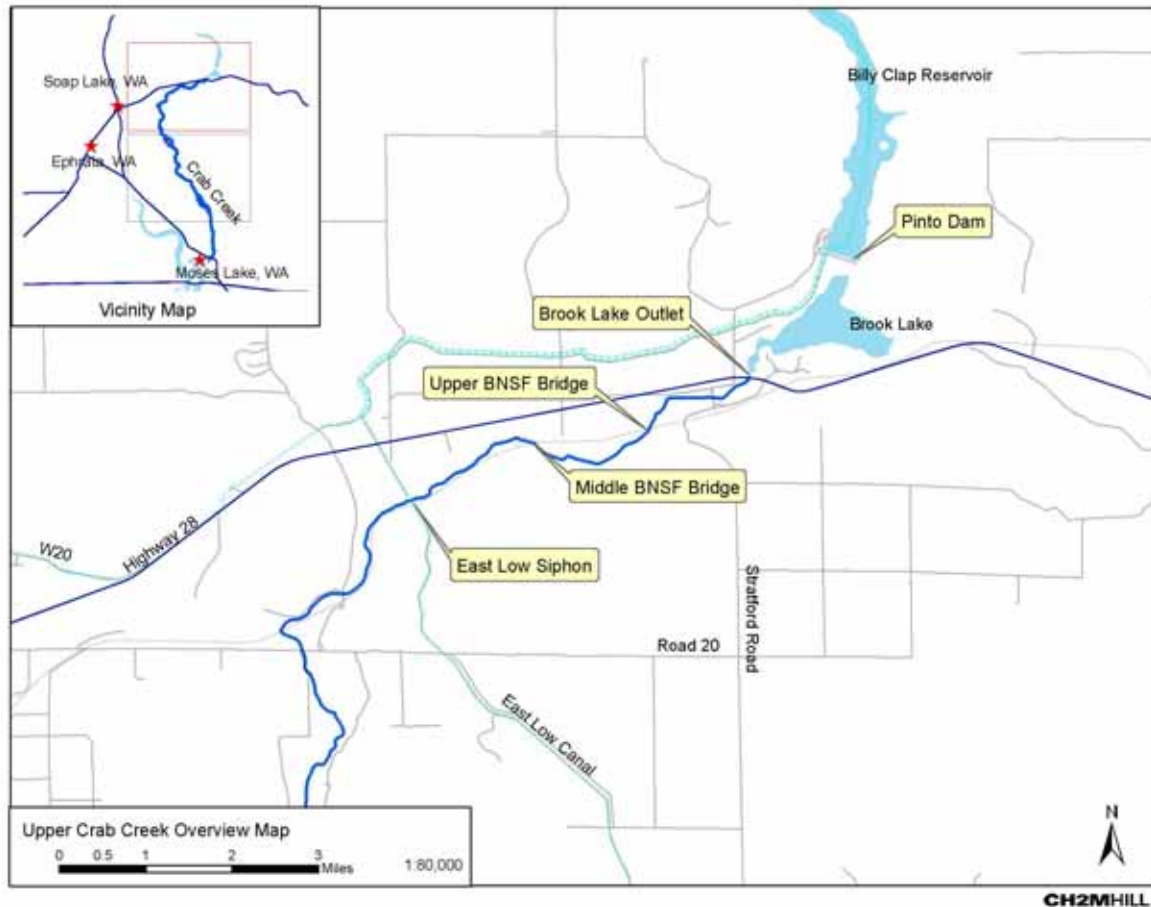 Soap Lake, WA
Ephrata, WA
Crab Creek
Moses Lake, WA
Vicinity Map
Billy Clap Reservoir
Pinto Dam
Brook Lake Outlet
Brook Lake
Upper BNSF Bridge
Middle BNSF Bridge
East Low Siphon
W20
Highway 28
Stratford Road
Road 20
East Low Canal
Upper Crab Creek Overview Map
0 0.5 1 2 3
Miles
1:80,000
N
CH2MHILL